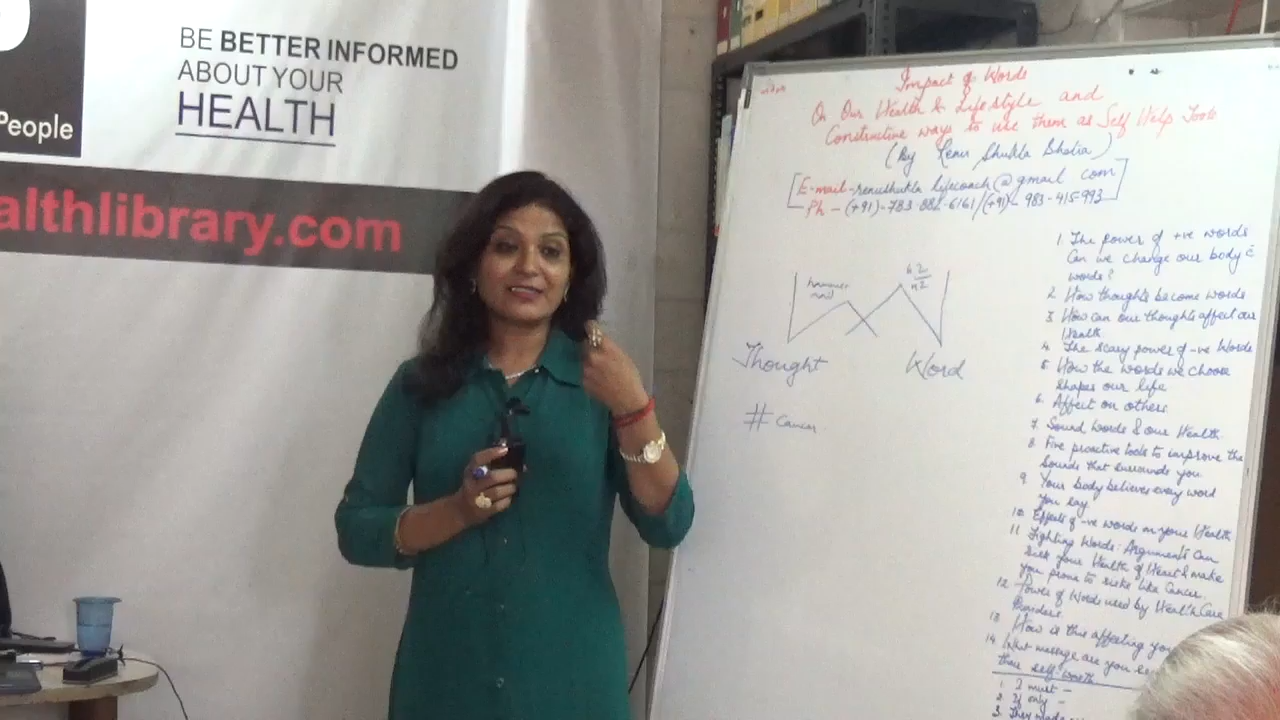 People
BE BETTER INFORMED
ABOUT YOUR
HEALTH
althlibrary.com
Impact of Words
On Our Health & Lifestyle and
Constructive ways to use them as Self Help Tools
(By Renu Shukla Bhatia)
[E-mail-renushukla.lifecoach@gmail com]
Ph - (+91)-783-882-6161/(+91)-983-415-993
hammer
nail
Thought
Word
# Cancer
1 The power of +ve words
Can we change our body c̄
words?
2 How thoughts become words
3 How can our thoughts affect our
Health
4 The scary power of -ve Words
5 How the words we choose
shapes our life
6. Affect on others
7. Sound Words & our Health
8. Five proactive tools to improve the
Sounds that surrounds you
9 Your body believes every word
you say
10 Effects of -ve words on your Health
11 Fighting Words: Arguments can
your Health of Heart & make
you prone to like Cancer.
12 Power of Words used by Health Care
13 How is this affecting you
14 What message are you
their self-worth
1. I must -
2. If only -
3. They made